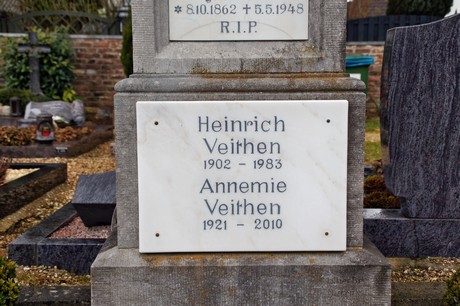 * 8.10.1862 + 5.5.1948
R.I.P.
Heinrich
Veithen
1902 - 1983
Annemie
Veithen
1921 - 2010